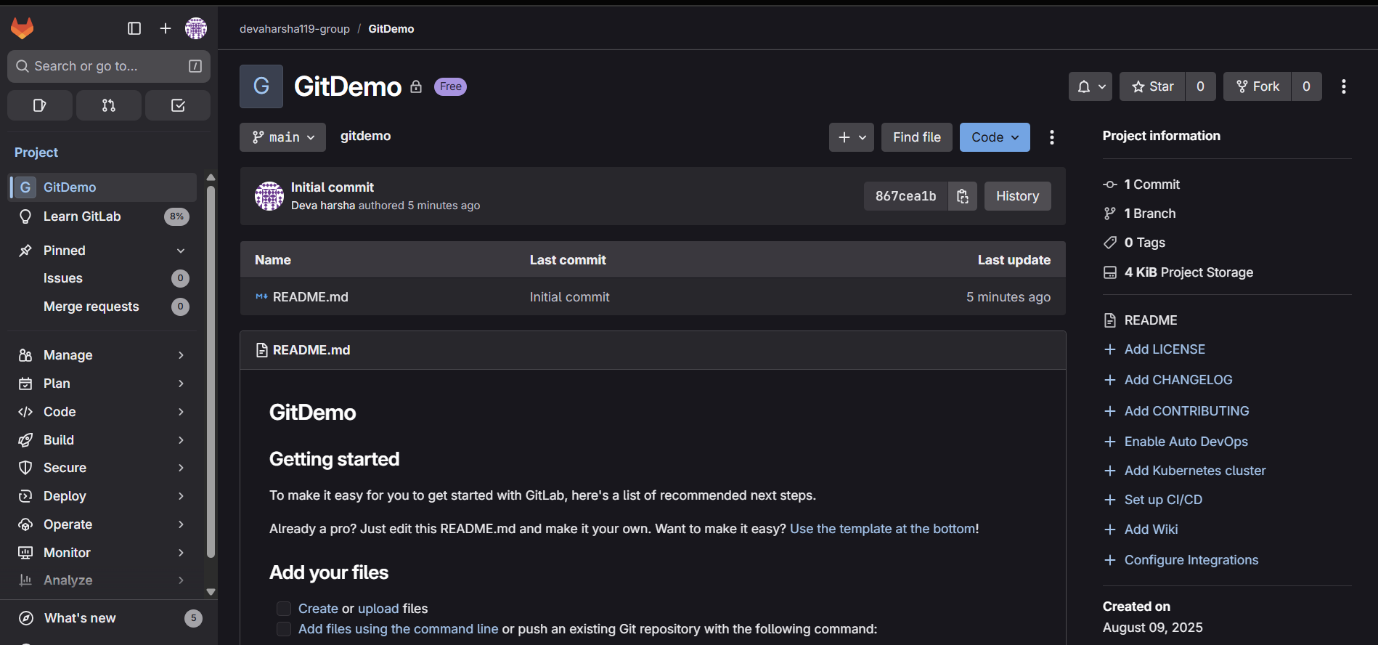 devaharsha119-group / GitDemo
Search or go to...
Project
G GitDemo
Learn GitLab 8%
Pinned
Issues 0
Merge requests 0
Manage
Plan
Code
Build
Secure
Deploy
Operate
Monitor
Analyze
What's new 5
G GitDemo Free
Star 0 Fork 0
main gitdemo
Find file Code
Initial commit
Deva harsha authored 5 minutes ago
867cea1b History
Name Last commit Last update
README.md Initial commit 5 minutes ago
README.md
GitDemo
Getting started
To make it easy for you to get started with GitLab, here's a list of recommended next steps.
Already a pro? Just edit this README.md and make it your own. Want to make it easy? Use the template at the bottom!
Add your files
Create or upload files
Add files using the command line or push an existing Git repository with the following command:
Project information
1 Commit
1 Branch
0 Tags
4 KiB Project Storage
README
Add LICENSE
Add CHANGELOG
Add CONTRIBUTING
Enable Auto DevOps
Add Kubernetes cluster
Set up CI/CD
Add Wiki
Configure Integrations
Created on
August 09, 2025